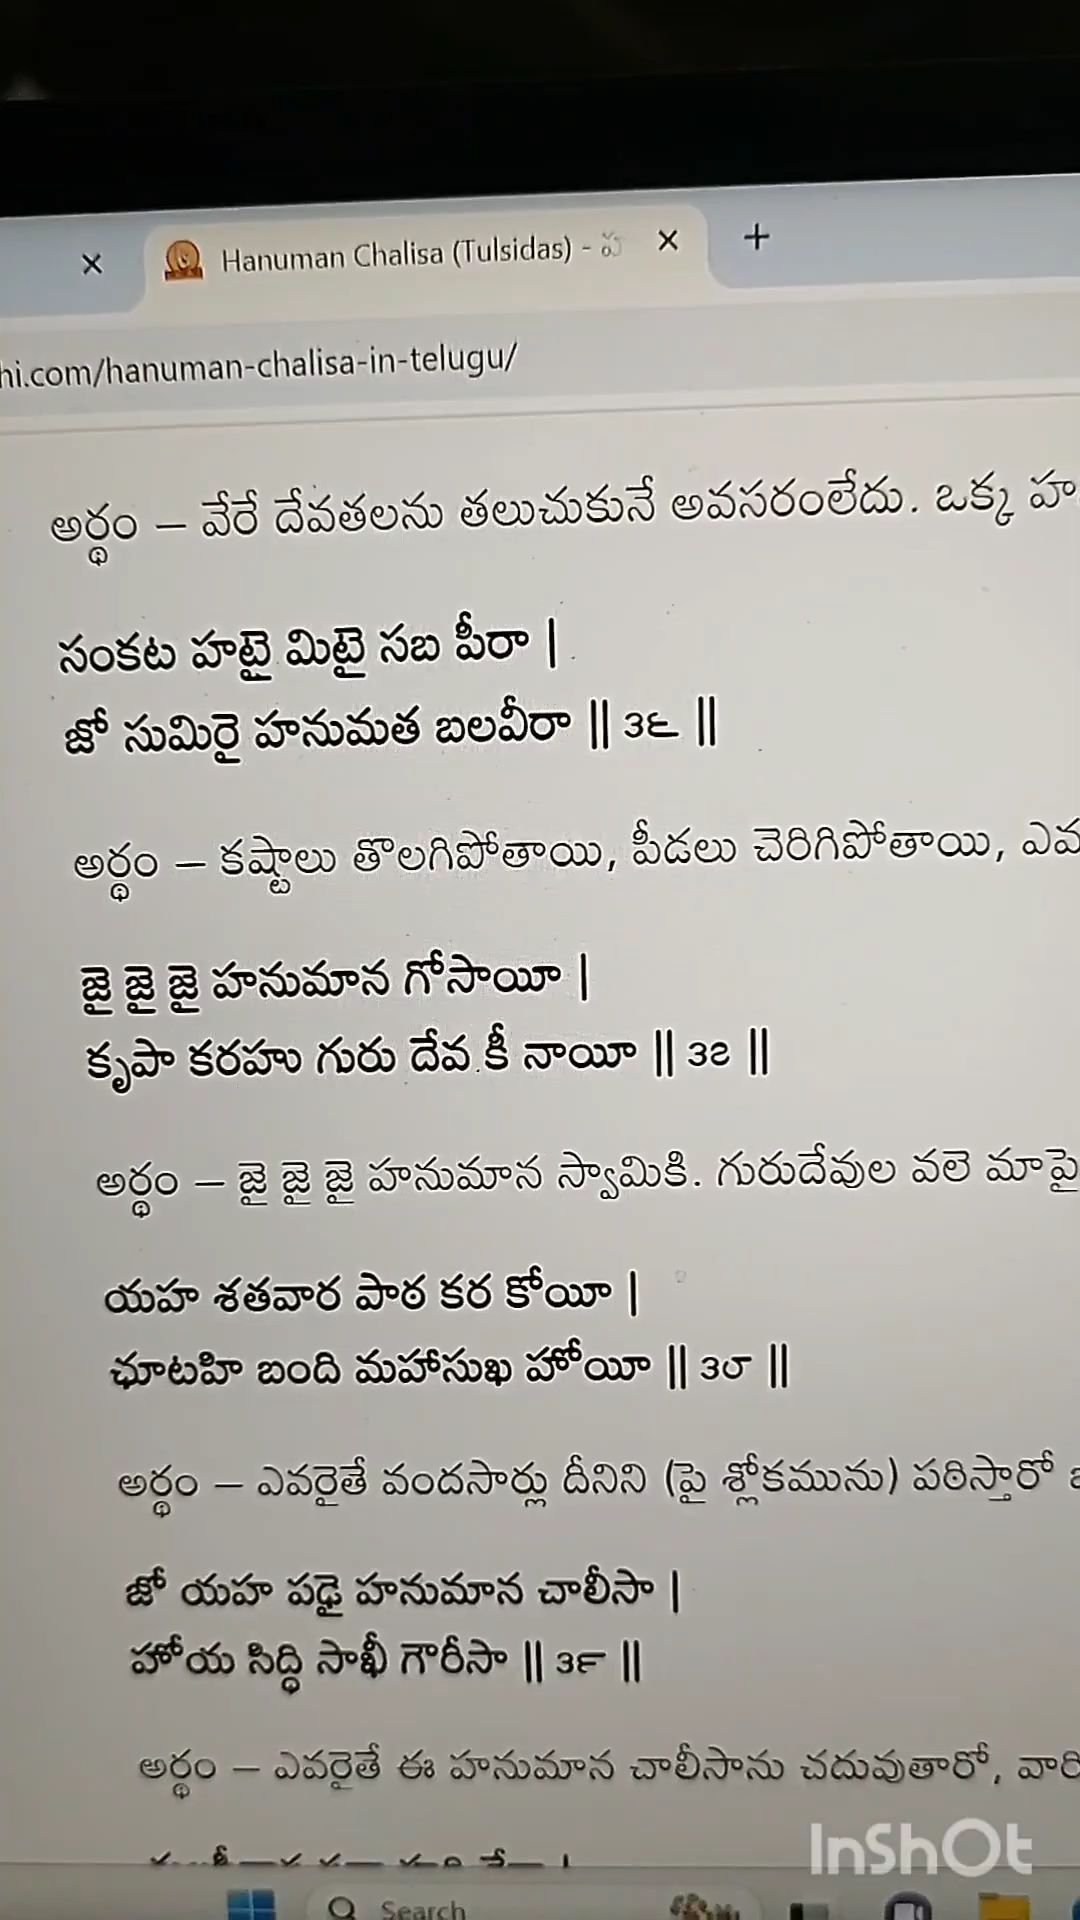 Hanuman Chalisa (Tulsidas) - ప
hi.com/hanuman-chalisa-in-telugu/
అర్థం – వేరే దేవతలను తలుచుకునే అవసరంలేదు. ఒక్క హ
సంకట హటై మిటై సబ పీరా |
జో సుమిరై హనుమత బలవీరా || ౩౬ ||
అర్థం – కష్టాలు తొలగిపోతాయి, పీడలు చెరిగిపోతాయి, ఎవ
జై జై జై హనుమాన గోసాయీ |
కృపా కరహు గురు దేవ కీ నాయీ || ౩౭ ||
అర్థం – జై జై జై హనుమాన స్వామికి. గురుదేవుల వలె మాపై
యహ శతవార పాఠ కర కోయీ |
ఛూటహి బంది మహాసుఖ హోయీ || ౩౮ ||
అర్థం – ఎవరైతే వందసార్లు దీనిని (పై శ్లోకమును) పఠిస్తారో
జో యహ పఢై హనుమాన చాలీసా |
హోయ సిద్ధి సాఖీ గౌరీసా || ౩౯ ||
అర్థం – ఎవరైతే ఈ హనుమాన చాలీసాను చదువుతారో, వారి
InShOt
Search